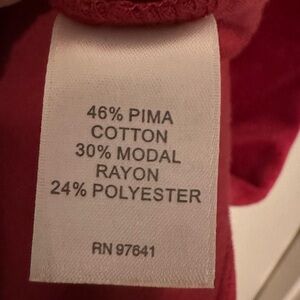 46% PIMA
COTTON
30% MODAL
RAYON
24% POLYESTER
RN 97641